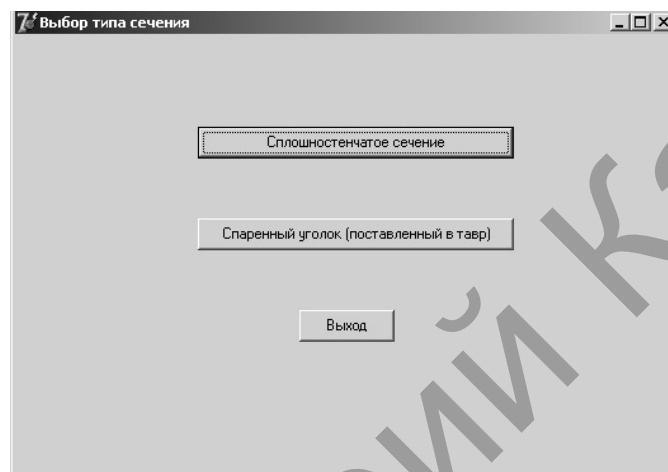 Выбор типа сечения
Сплошностенчатое сечение
Спаренный уголок (поставленный в тавр)
Выход